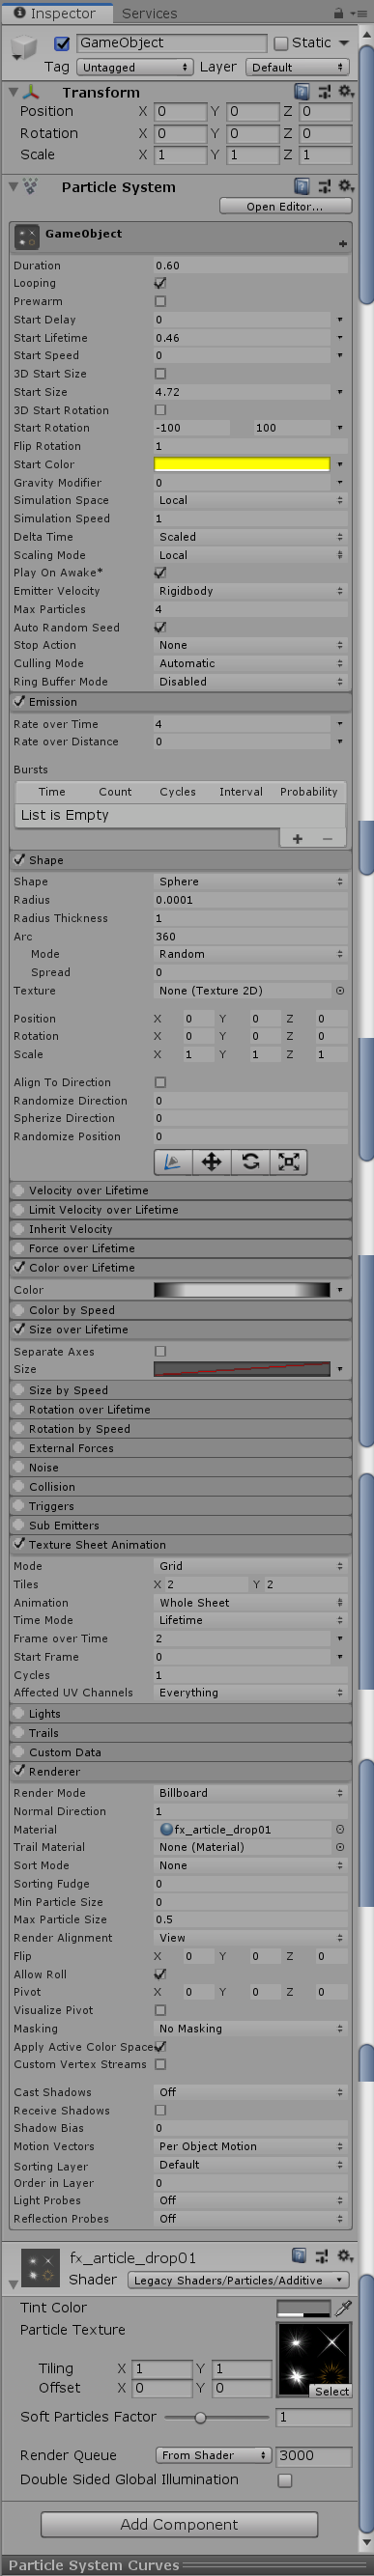 Inspector Services
GameObject Static
Tag Untagged Layer Default
Transform
Position X 0 Y 0 Z 0
Rotation X 0 Y 0 Z 0
Scale X 1 Y 1 Z 1
Particle System
Open Editor...
GameObject
Duration 0.60
Looping
Prewarm
Start Delay 0
Start Lifetime 0.46
Start Speed 0
3D Start Size
Start Size 4.72
3D Start Rotation
Start Rotation -100 100
Flip Rotation 1
Start Color
Gravity Modifier 0
Simulation Space Local
Simulation Speed 1
Delta Time Scaled
Scaling Mode Local
Play On Awake*
Emitter Velocity Rigidbody
Max Particles 4
Auto Random Seed
Stop Action None
Culling Mode Automatic
Ring Buffer Mode Disabled
Emission
Rate over Time 4
Rate over Distance 0
Bursts
Time Count Cycles Interval Probability
List is Empty
Shape
Shape Sphere
Radius 0.0001
Radius Thickness 1
Arc 360
Mode Random
Spread 0
Texture None (Texture 2D)
Position X 0 Y 0 Z 0
Rotation X 0 Y 0 Z 0
Scale X 1 Y 1 Z 1
Align To Direction
Randomize Direction 0
Spherize Direction 0
Randomize Position 0
Velocity over Lifetime
Limit Velocity over Lifetime
Inherit Velocity
Force over Lifetime
Color over Lifetime
Color
Color by Speed
Size over Lifetime
Separate Axes
Size
Size by Speed
Rotation over Lifetime
Rotation by Speed
External Forces
Noise
Collision
Triggers
Sub Emitters
Texture Sheet Animation
Mode Grid
Tiles X 2 Y 2
Animation Whole Sheet
Time Mode Lifetime
Frame over Time 2
Start Frame 0
Cycles 1
Affected UV Channels Everything
Lights
Trails
Custom Data
Renderer
Render Mode Billboard
Normal Direction 1
Material fx_article_drop01
Trail Material None (Material)
Sort Mode None
Sorting Fudge 0
Min Particle Size 0
Max Particle Size 0.5
Render Alignment View
Flip X 0 Y 0 Z 0
Allow Roll
Pivot X 0 Y 0 Z 0
Visualize Pivot
Masking No Masking
Apply Active Color Space
Custom Vertex Streams
Cast Shadows Off
Receive Shadows
Shadow Bias 0
Motion Vectors Per Object Motion
Sorting Layer Default
Order in Layer 0
Light Probes Off
Reflection Probes Off
fx_article_drop01
Shader Legacy Shaders/Particles/Additive
Tint Color
Particle Texture
Tiling X 1 Y 1
Offset X 0 Y 0
Select
Soft Particles Factor 1
Render Queue From Shader 3000
Double Sided Global Illumination
Add Component
Particle System Curves